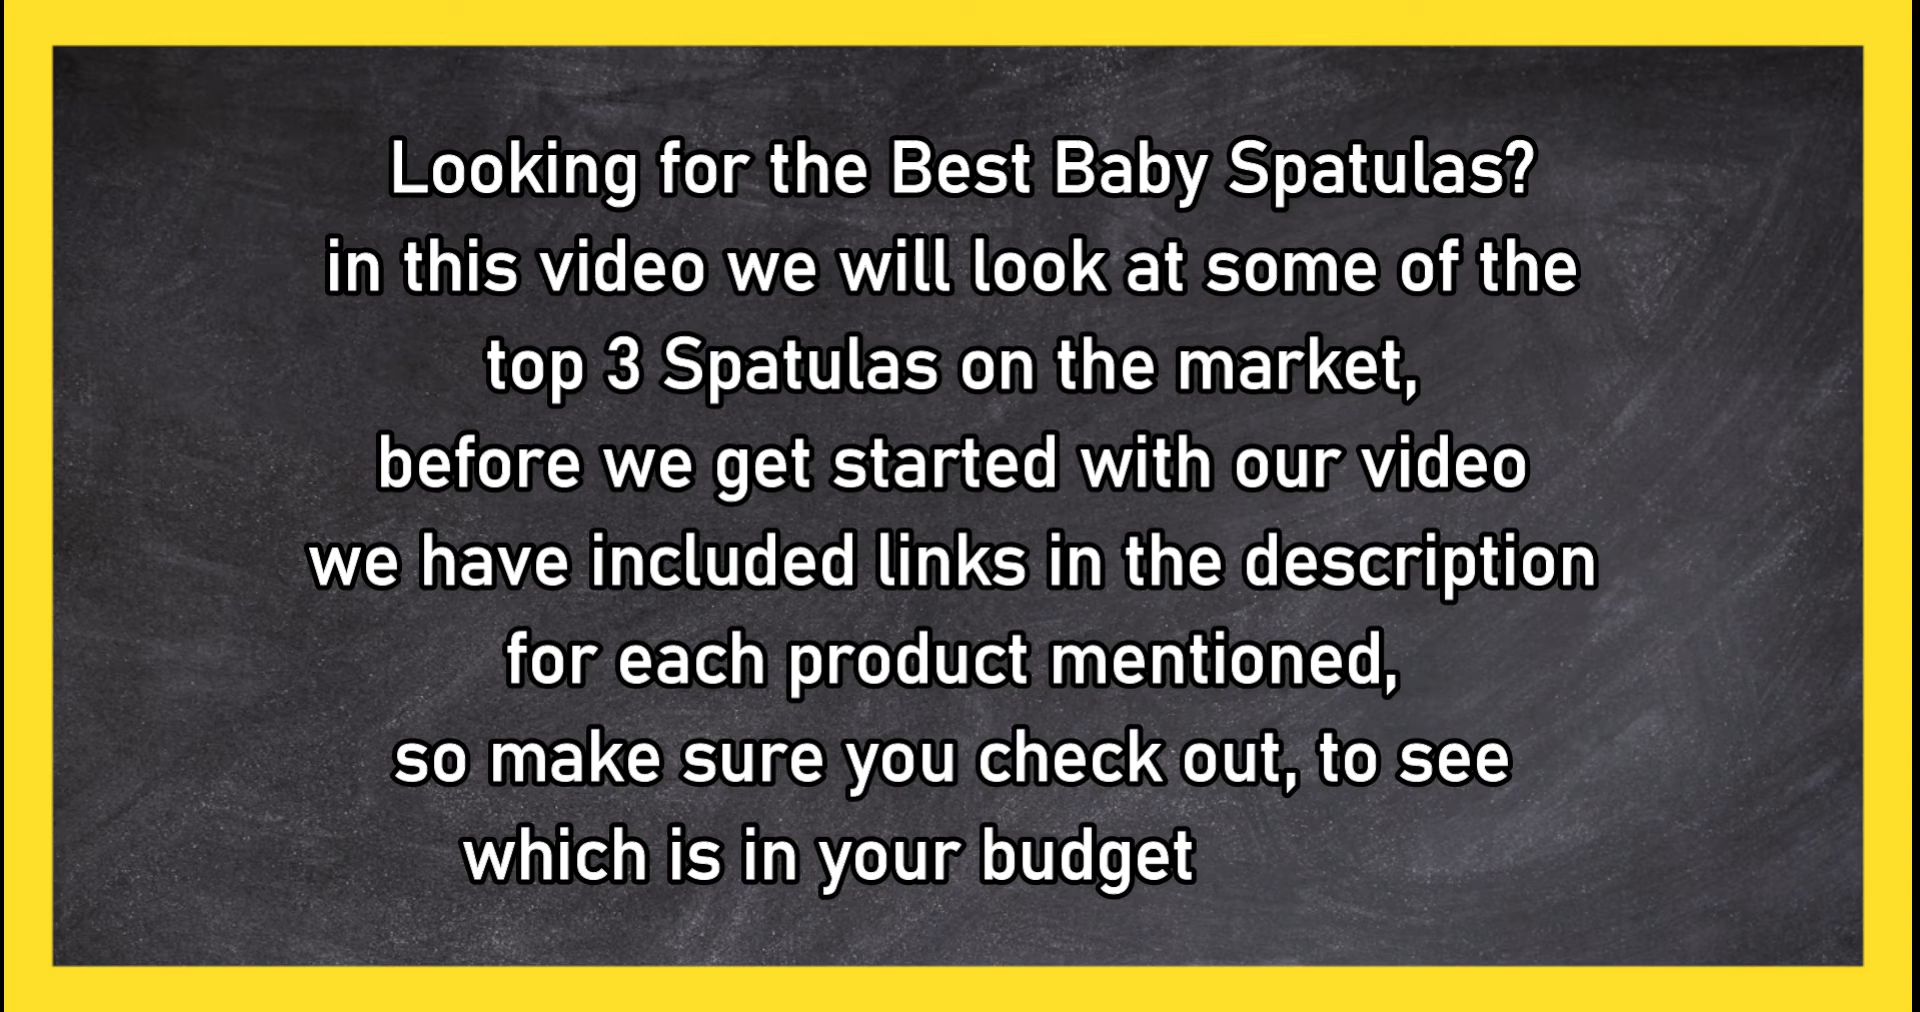 Looking for the Best Baby Spatulas?
in this video we will look at some of the
top 3 Spatulas on the market,
before we get started with our video
we have included links in the description
for each product mentioned,
so make sure you check out, to see
which is in your budget